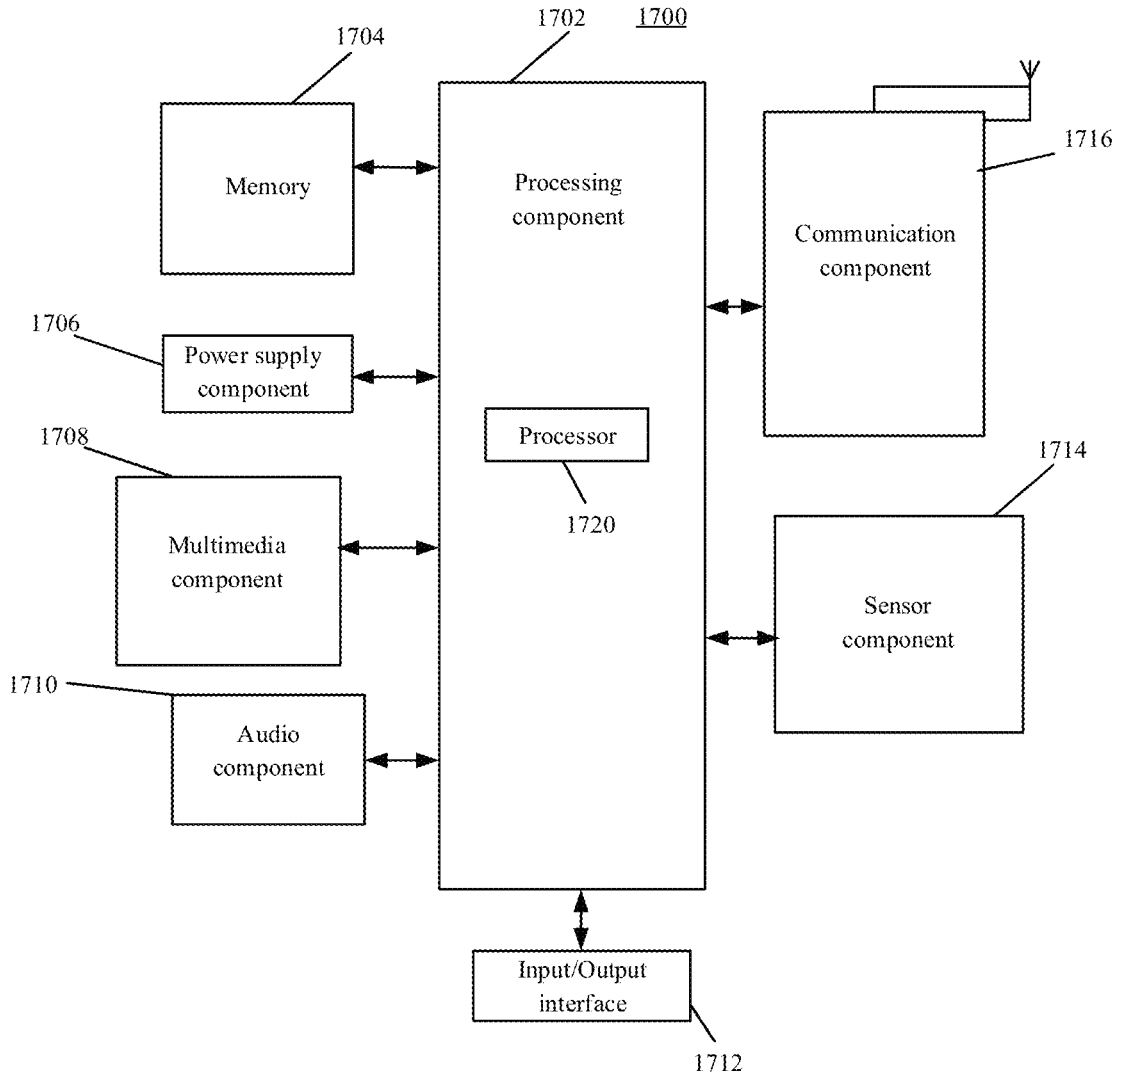 1702
1700
1704
1716
Memory
Processing
component
Communication
component
1706
Power supply
component
1708
Processor
1714
1720
Multimedia
component
Sensor
component
1710
Audio
component
Input/Output
interface
1712